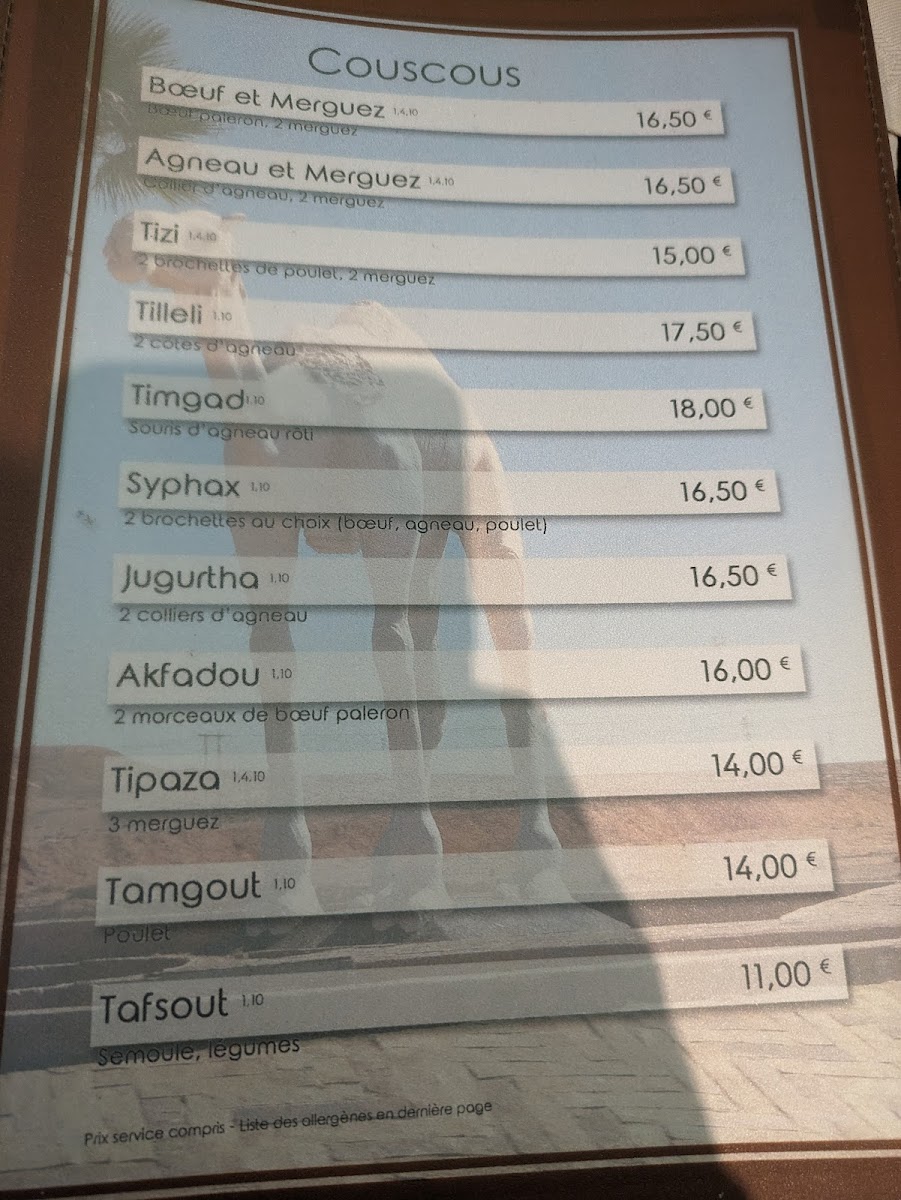 Couscous
Bœuf et Merguez 1,4,10 16,50 €
Bœuf paleron, 2 merguez
Agneau et Merguez 1,4,10 16,50 €
Collier d'agneau, 2 merguez
Tizi 1,4,10 15,00 €
2 brochettes de poulet, 2 merguez
Tilleli 1,10 17,50 €
2 côtes d'agneau
Timgad 1,10 18,00 €
Souris d'agneau rôti
Syphax 1,10 16,50 €
2 brochettes au choix (bœuf, agneau, poulet)
Jugurtha 1,10 16,50 €
2 colliers d'agneau
Akfadou 1,10 16,00 €
2 morceaux de bœuf paleron
Tipaza 1,4,10 14,00 €
3 merguez
Tamgout 1,10 14,00 €
Poulet
Tafsout 1,10 11,00 €
Semoule, légumes
Prix service compris - Liste des allergènes en dernière page